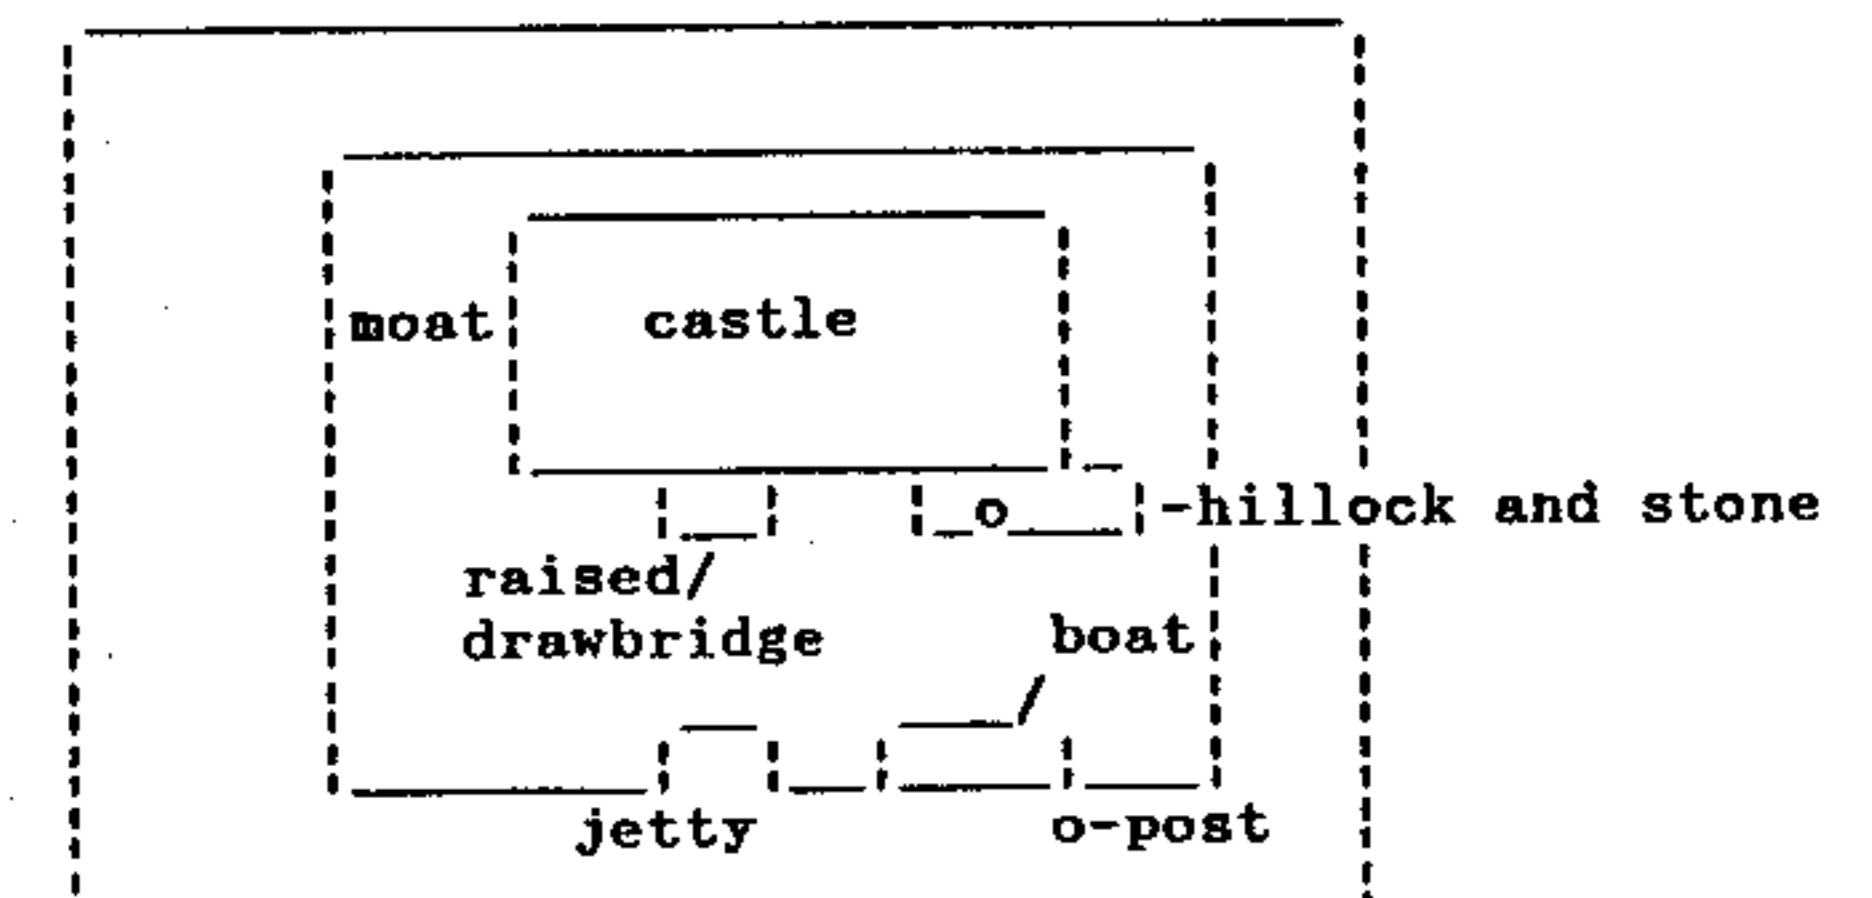 moat castle
o -hillock and stone
raised/
drawbridge boat
jetty o-post